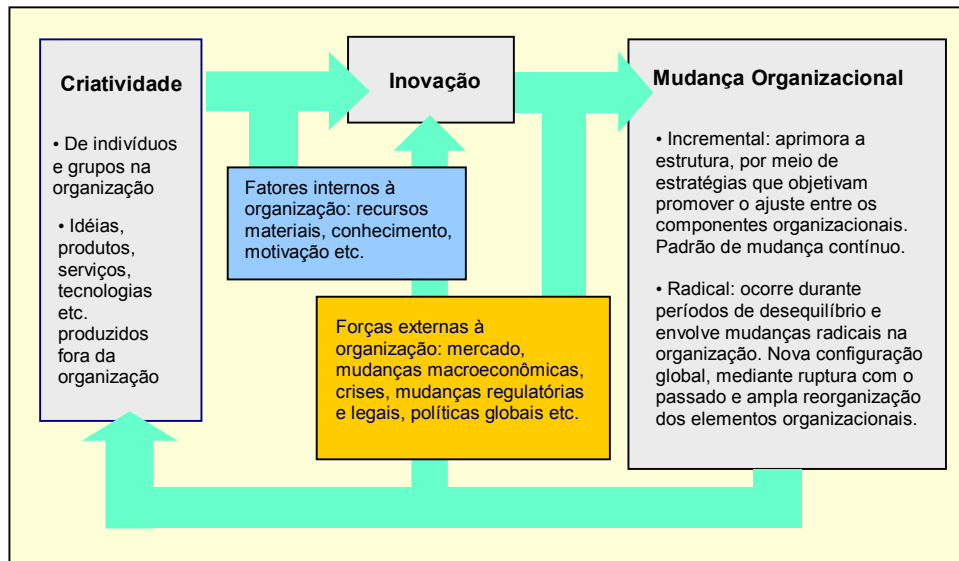 Criatividade
• De indivíduos
e grupos na
organização
• Idéias,
produtos,
serviços,
tecnologias
etc.
produzidos
fora da
organização
Inovação
Fatores internos à
organização: recursos
materiais, conhecimento,
motivação etc.
Forças externas à
organização: mercado,
mudanças macroeconômicas,
crises, mudanças regulatórias
e legais, políticas globais etc.
Mudança Organizacional
• Incremental: aprimora a
estrutura, por meio de
estratégias que objetivam
promover o ajuste entre os
componentes organizacionais.
Padrão de mudança contínuo.
• Radical: ocorre durante
períodos de desequilíbrio e
envolve mudanças radicais na
organização. Nova configuração
global, mediante ruptura com o
passado e ampla reorganização
dos elementos organizacionais.